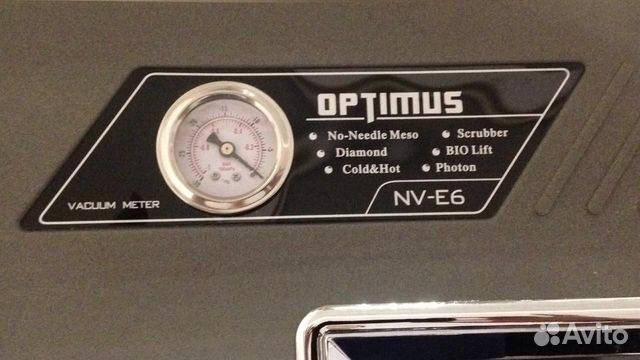 OPTIMUS
No-Needle Meso Scrubber
Diamond BIO Lift
Cold&Hot Photon
VACUUM METER
NV-E6
Avito